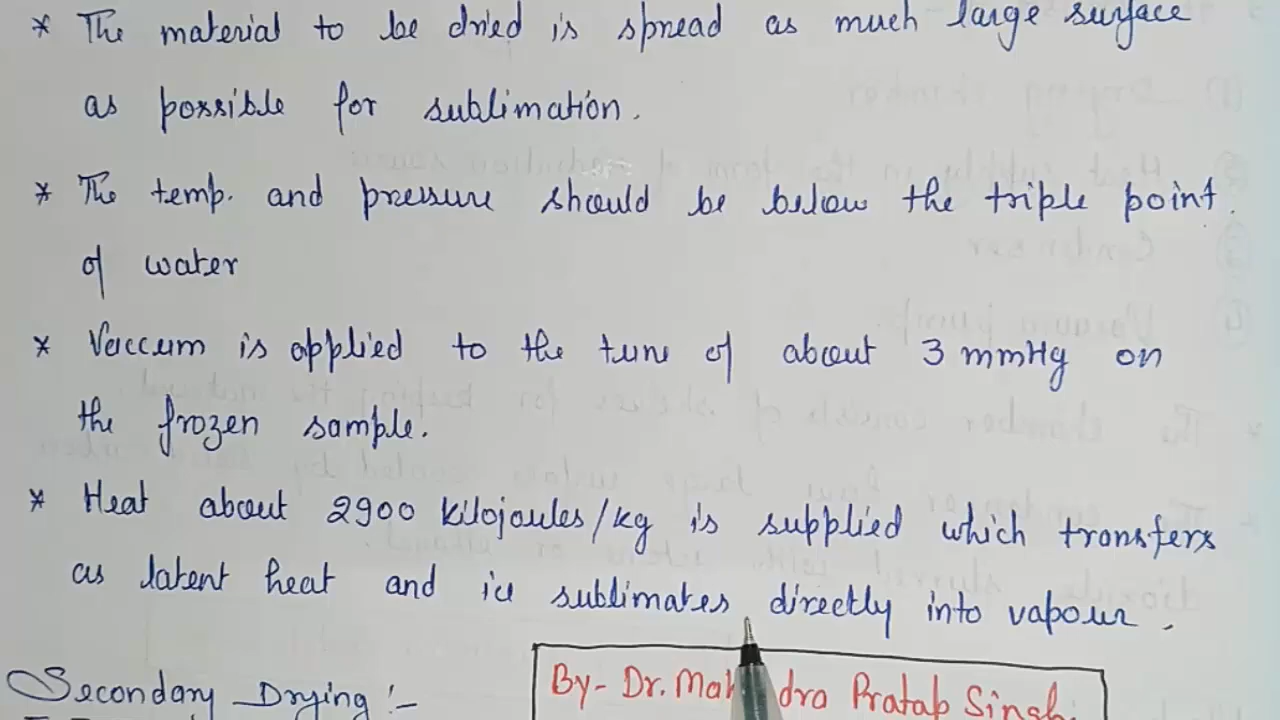 * The material to be dried is spread as much large surface
as possible for sublimation.
* The temp. and pressure should be below the triple point
of water
* Vaccum is applied to the tune of about 3 mmHg on
the frozen sample.
* Heat about 2900 kilojoules/kg is supplied which transfers
as latent heat and ice sublimates directly into vapour.
Secondary Drying :-
By- Dr. Mahendra Pratap Singh.